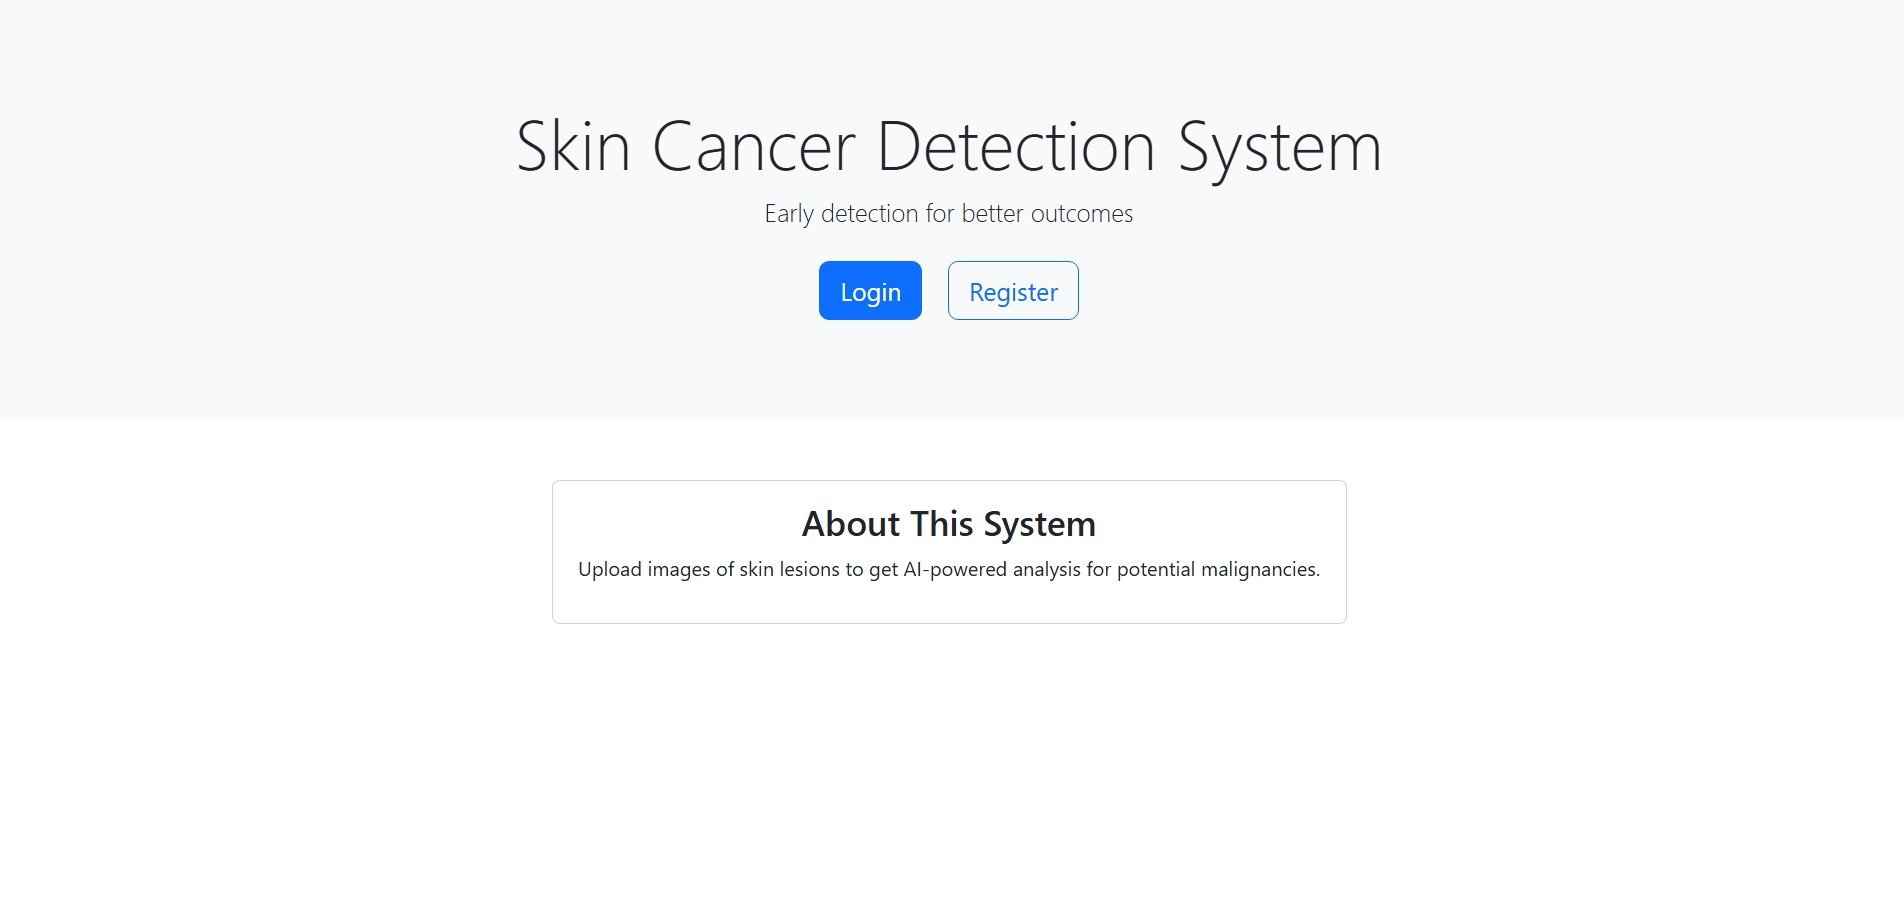 Skin Cancer Detection System
Early detection for better outcomes
Login
Register
About This System
Upload images of skin lesions to get AI-powered analysis for potential malignancies.